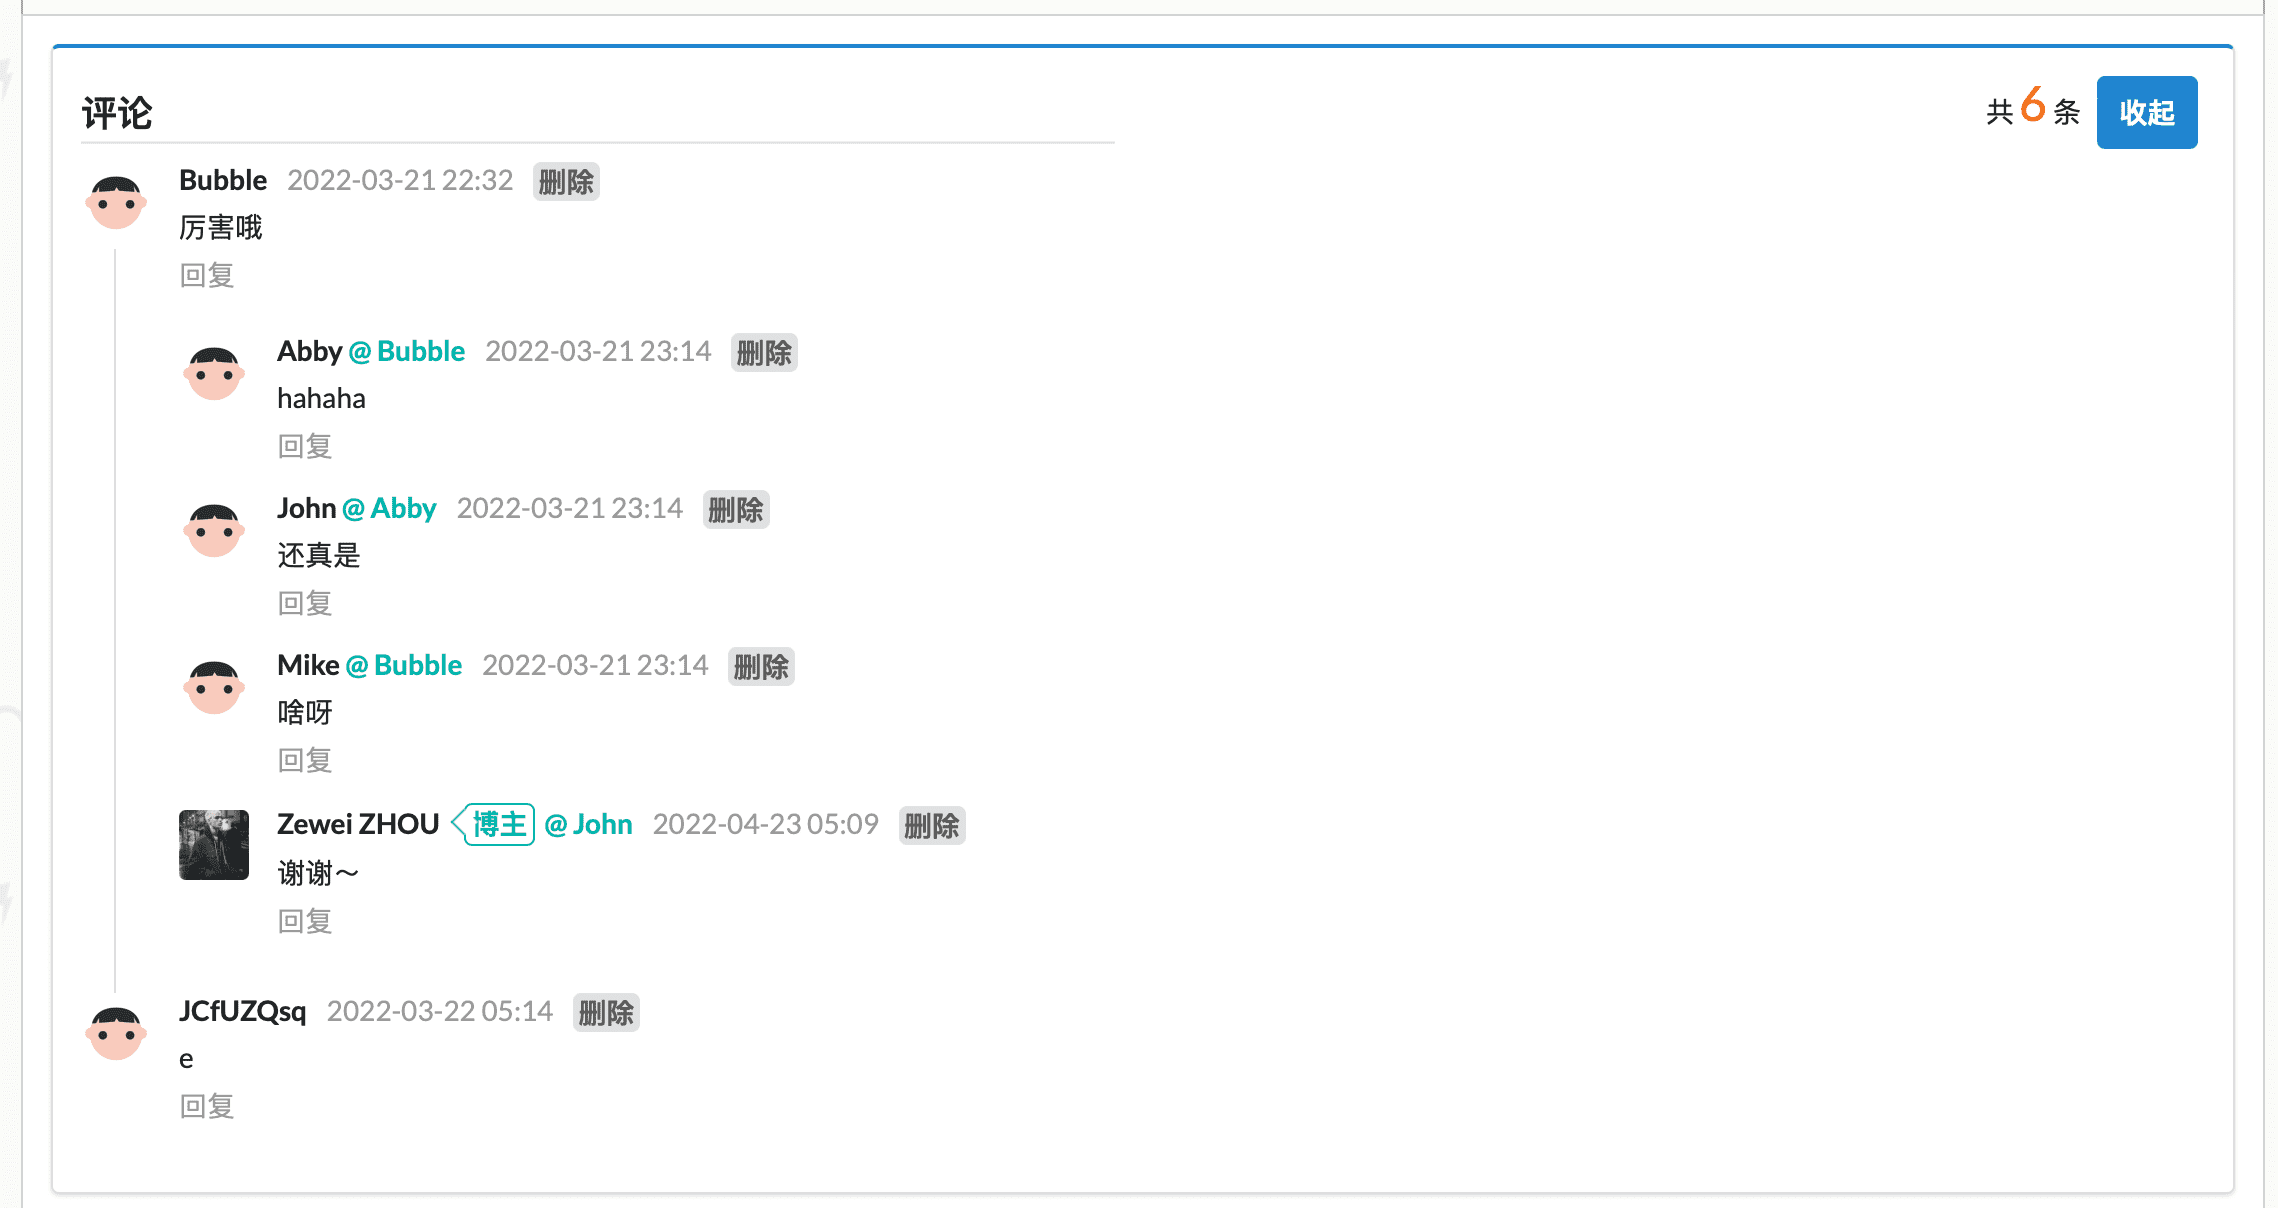 评论
共 6 条 收起
Bubble 2022-03-21 22:32 删除
厉害哦
回复
Abby @ Bubble 2022-03-21 23:14 删除
hahaha
回复
John @ Abby 2022-03-21 23:14 删除
还真是
回复
Mike @ Bubble 2022-03-21 23:14 删除
啥呀
回复
Zewei ZHOU 博主 @ John 2022-04-23 05:09 删除
谢谢～
回复
JCfUZQsq 2022-03-22 05:14 删除
e
回复